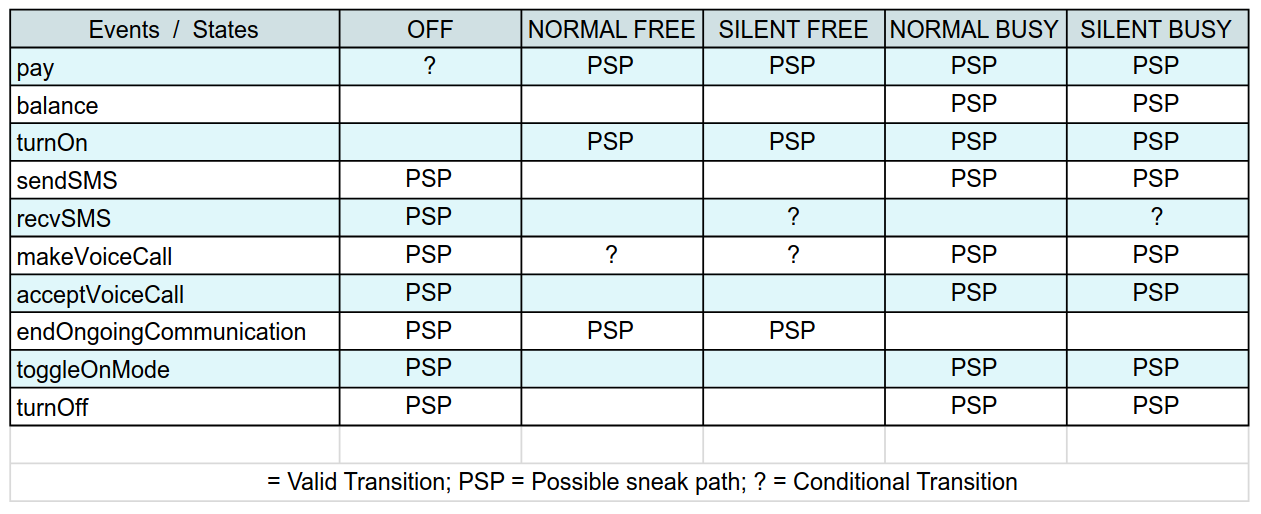 Events / States OFF NORMAL FREE SILENT FREE NORMAL BUSY SILENT BUSY
pay ? PSP PSP PSP PSP
balance PSP PSP
turnOn PSP PSP PSP PSP
sendSMS PSP PSP PSP
recvSMS PSP ? ?
makeVoiceCall PSP ? ? PSP PSP
acceptVoiceCall PSP PSP PSP
endOngoingCommunication PSP PSP PSP
toggleOnMode PSP PSP PSP
turnOff PSP PSP PSP
= Valid Transition; PSP = Possible sneak path; ? = Conditional Transition